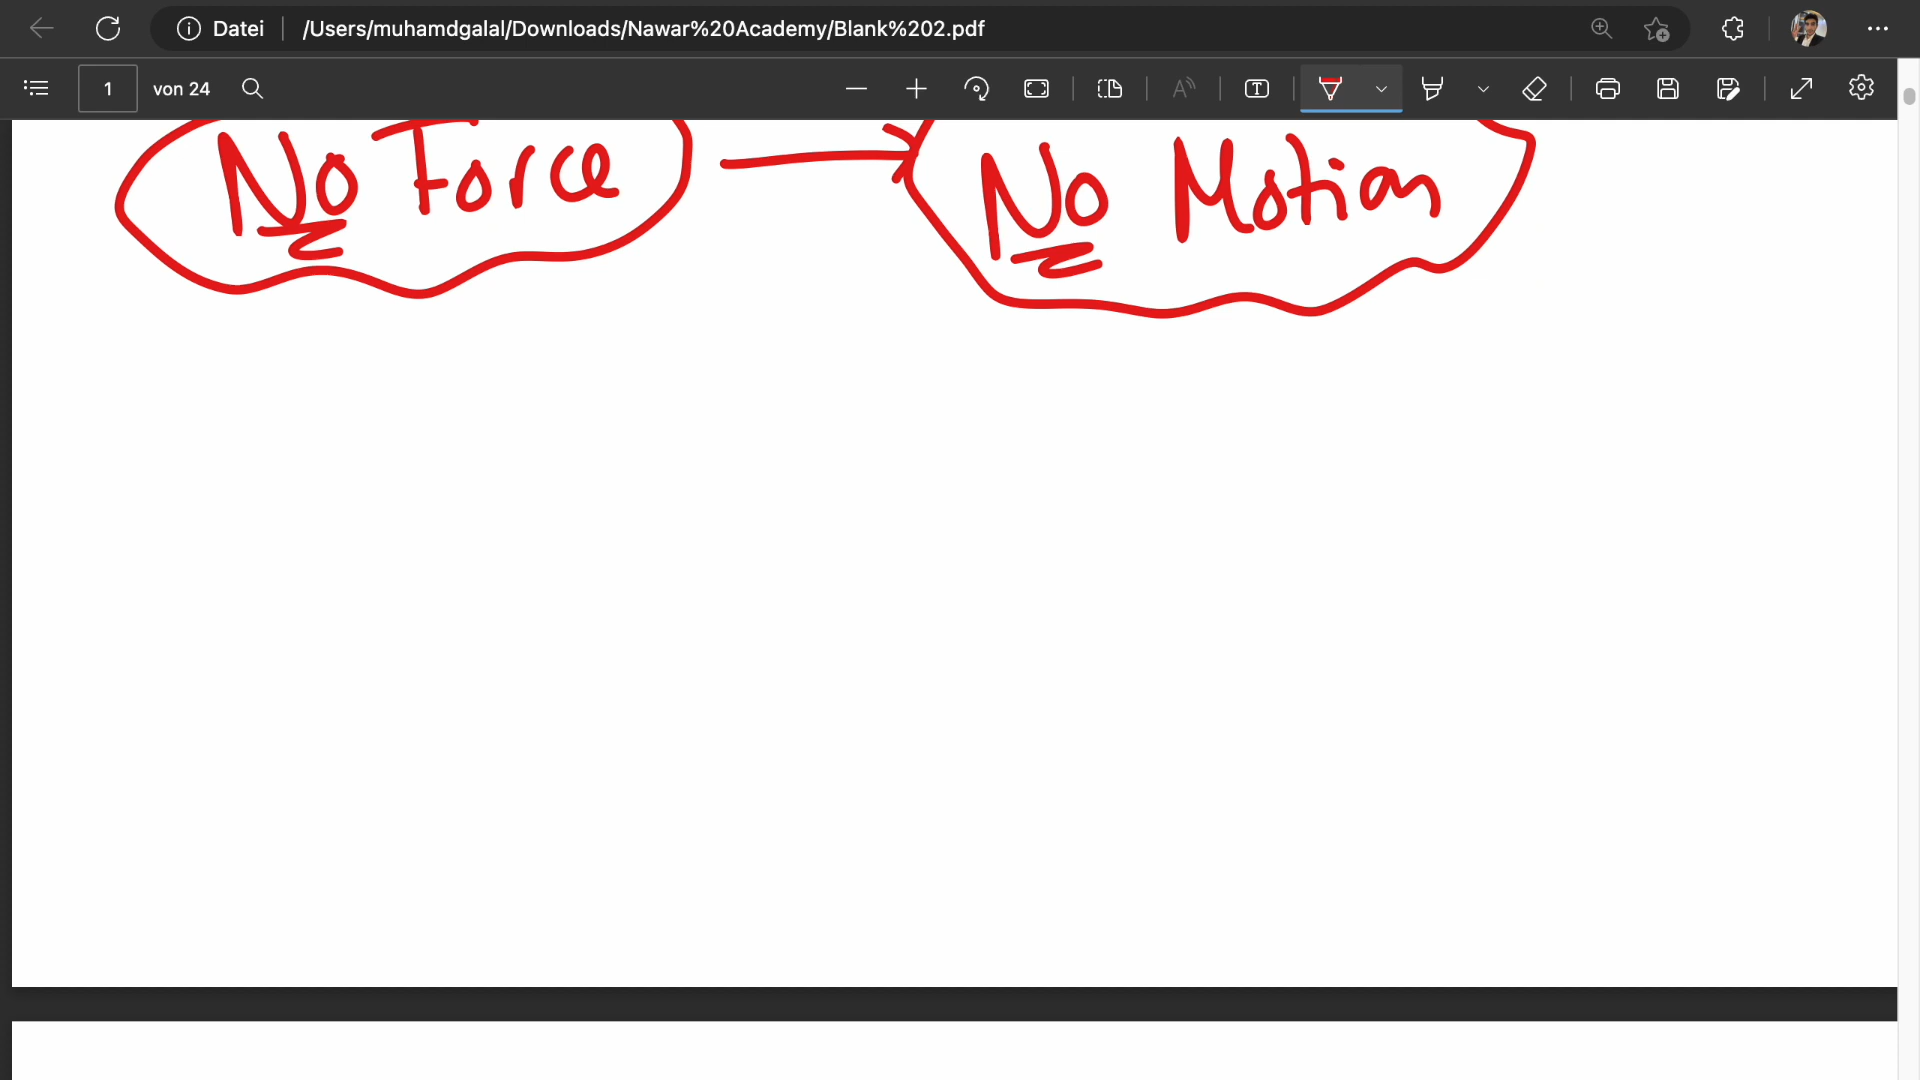 Datei /Users/muhamdgalal/Downloads/Nawar%20Academy/Blank%202.pdf
1 von 24
No Force → No Motion